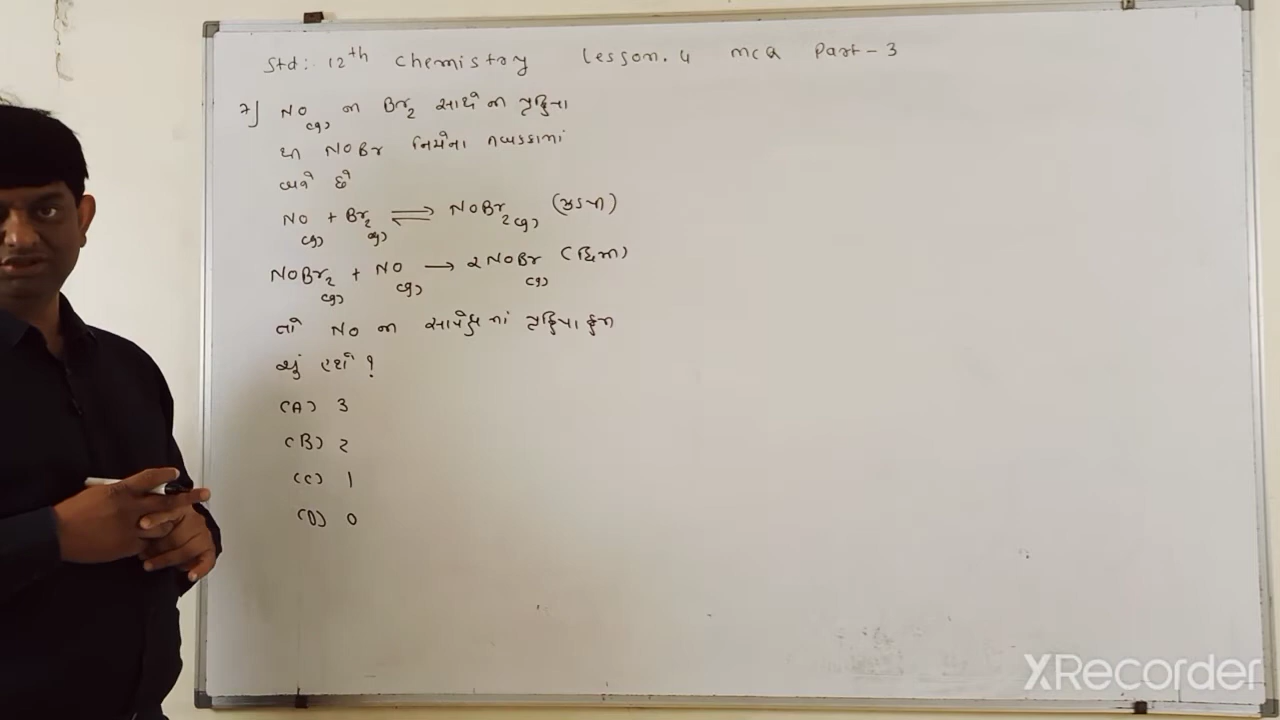 Std: 12th Chemistry Lesson. 4 MCQ Part - 3
7] NO(g) ના Br2 સાથેના પ્રક્રિયા
થી NOBr નિચેના તબક્કામાં
બને છે
NO(g) + Br2(g) ⇌ NOBr2(g) (ઝડપી)
NOBr2(g) + NO(g) → 2NOBr(g) (ધિમા)
તો NO ના સાપેક્ષમાં પ્રક્રિયા ક્રમ
શું હશે ?
(A) 3
(B) 2
(C) 1
(D) 0
XRecorder